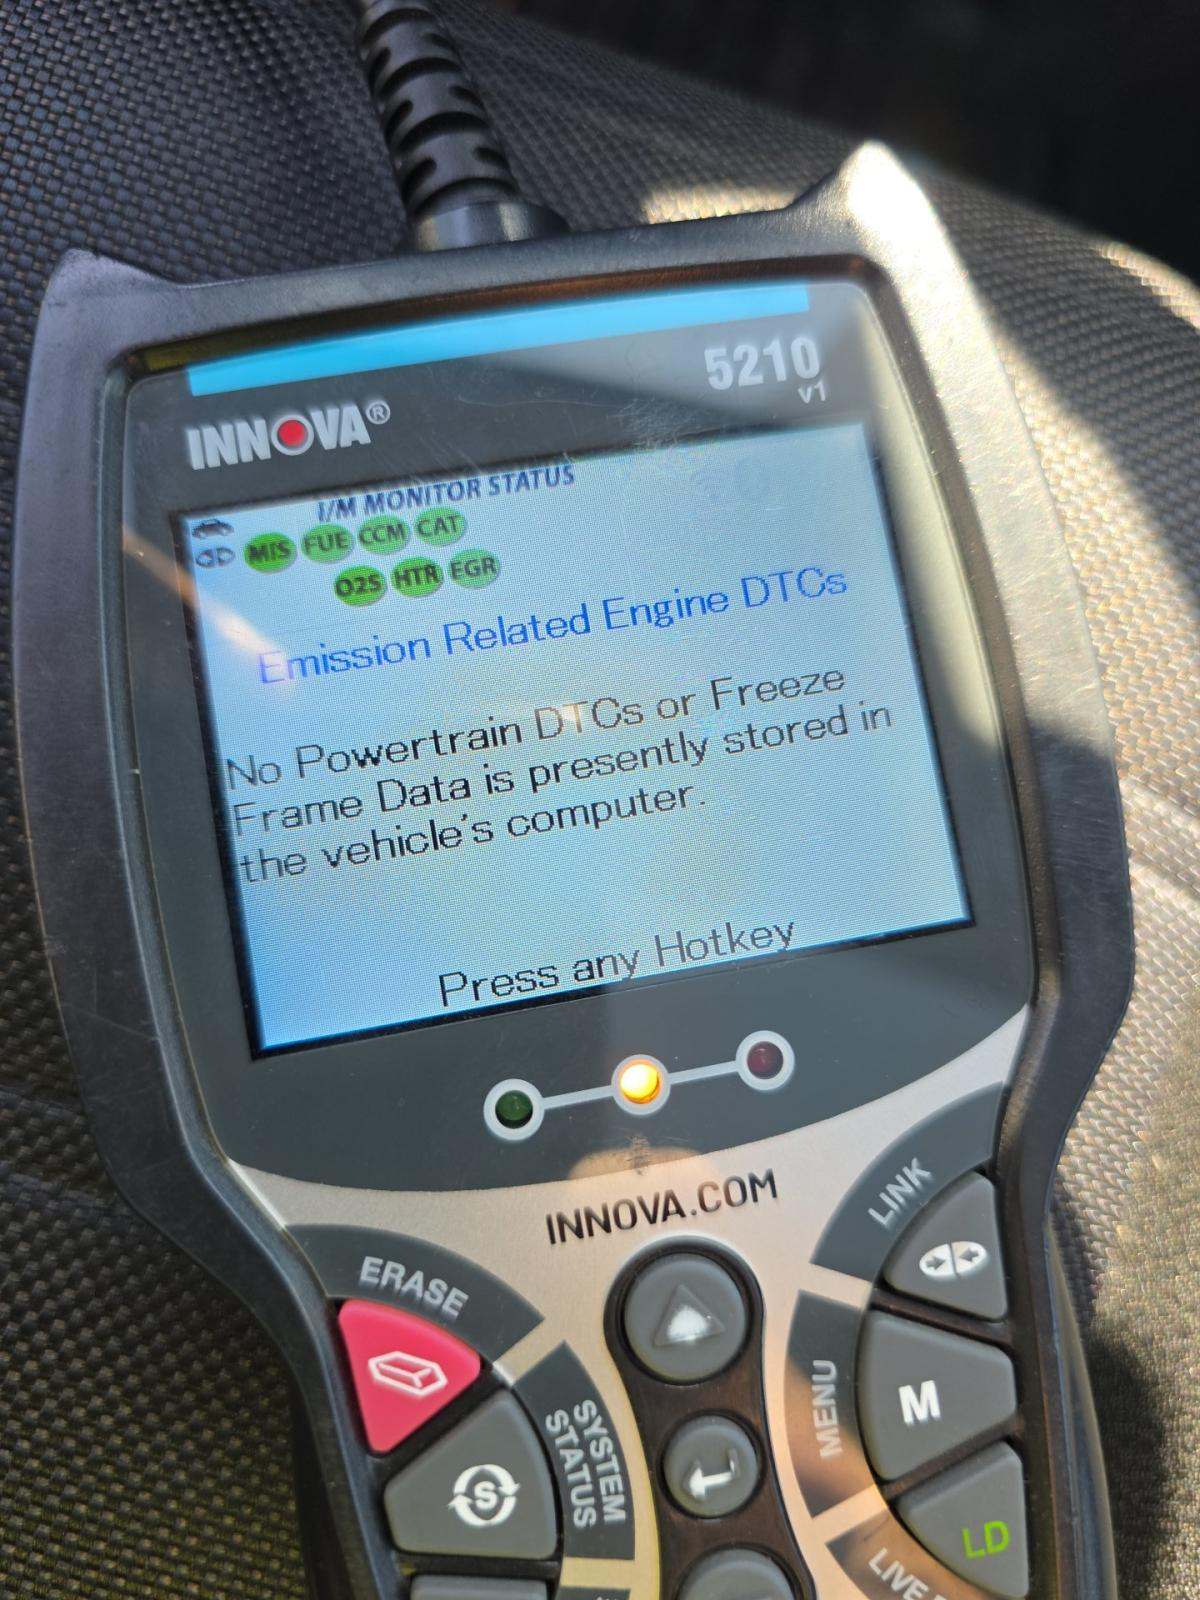 5210
v1
INNOVA®
I/M MONITOR STATUS
MIS FUE CCM CAT
O2S HTR EGR
Emission Related Engine DTCs
No Powertrain DTCs or Freeze
Frame Data is presently stored in
the vehicle's computer.
Press any Hotkey
INNOVA.COM
LINK
ERASE
MENU
M
SYSTEM
STATUS
S
LD
LIVE